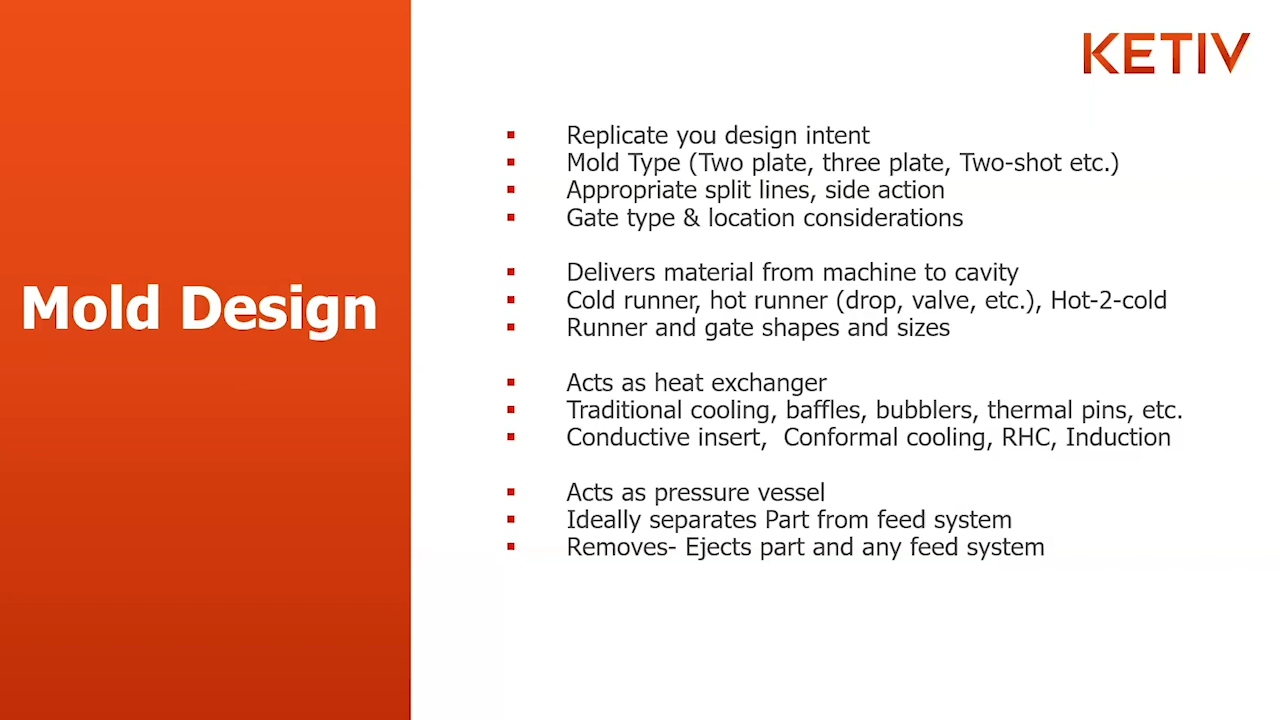 KETIV
Mold Design
▪ Replicate you design intent
▪ Mold Type (Two plate, three plate, Two-shot etc.)
▪ Appropriate split lines, side action
▪ Gate type & location considerations
▪ Delivers material from machine to cavity
▪ Cold runner, hot runner (drop, valve, etc.), Hot-2-cold
▪ Runner and gate shapes and sizes
▪ Acts as heat exchanger
▪ Traditional cooling, baffles, bubblers, thermal pins, etc.
▪ Conductive insert,  Conformal cooling, RHC, Induction
▪ Acts as pressure vessel
▪ Ideally separates Part from feed system
▪ Removes- Ejects part and any feed system